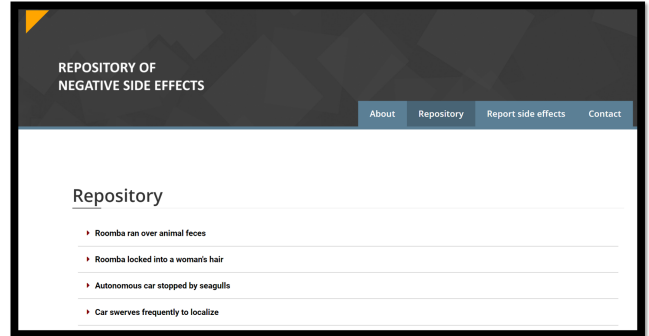 REPOSITORY OF
NEGATIVE SIDE EFFECTS
About Repository Report side effects Contact
Repository
Roomba ran over animal feces
Roomba locked into a woman's hair
Autonomous car stopped by seagulls
Car swerves frequently to localize